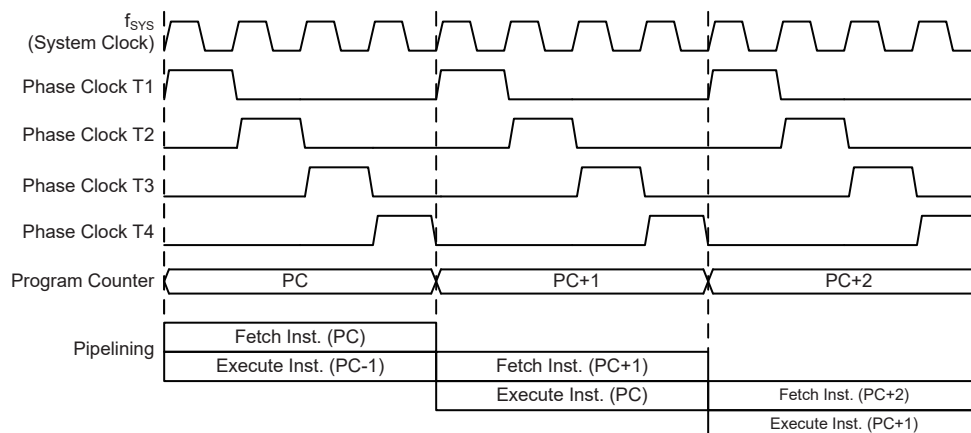 fSYS
(System Clock)
Phase Clock T1
Phase Clock T2
Phase Clock T3
Phase Clock T4
Program Counter PC PC+1 PC+2
Pipelining
Fetch Inst. (PC)
Execute Inst. (PC-1) Fetch Inst. (PC+1)
Execute Inst. (PC) Fetch Inst. (PC+2)
Execute Inst. (PC+1)